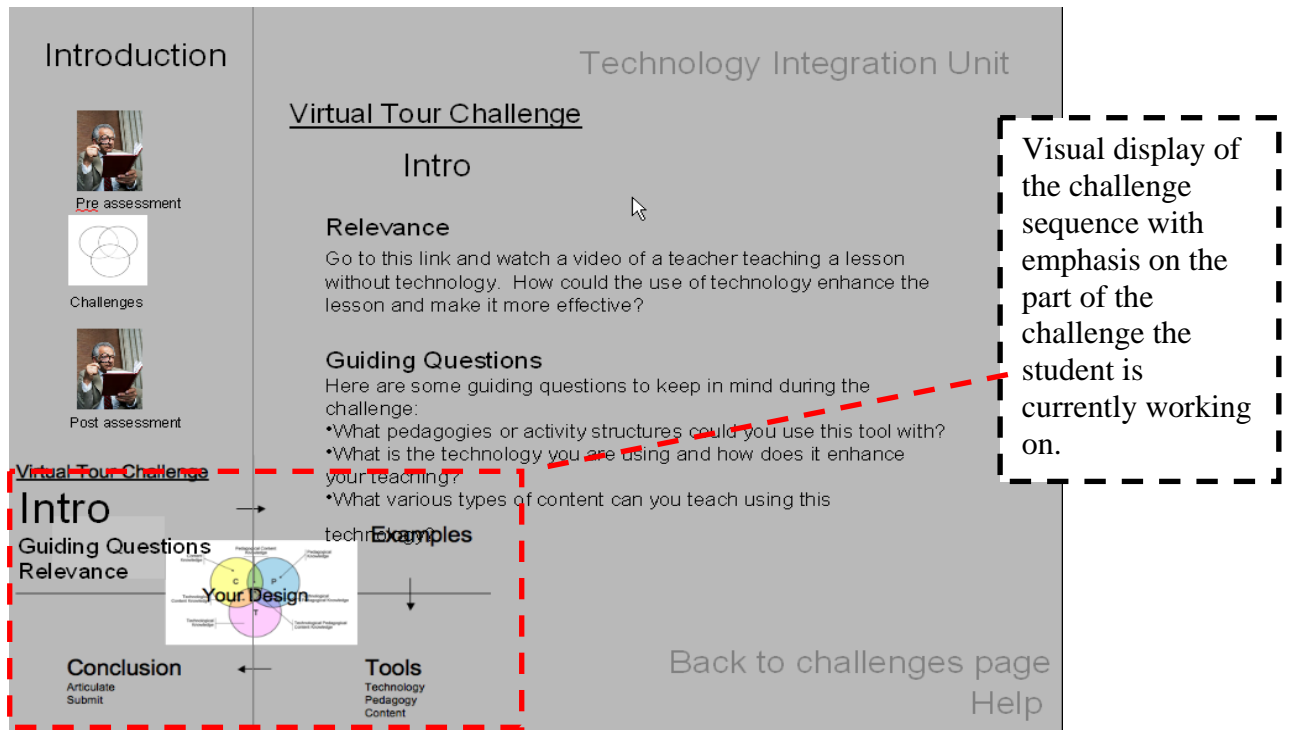 Introduction
Technology Integration Unit
Virtual Tour Challenge
Intro
Pre assessment
Challenges
Post assessment
Relevance
Go to this link and watch a video of a teacher teaching a lesson
without technology. How could the use of technology enhance the
lesson and make it more effective?
Guiding Questions
Here are some guiding questions to keep in mind during the
challenge:
•What pedagogies or activity structures could you use this tool with?
•What is the technology you are using and how does it enhance
your teaching?
•What various types of content can you teach using this
technology?
Visual display of
the challenge
sequence with
emphasis on the
part of the
challenge the
student is
currently working
on.
Virtual Tour Challenge
Intro
Guiding Questions
Relevance
Examples
Your Design
C
P
T
Pedagogical Content
Knowledge
Conclusion
Articulate
Submit
Tools
Technology
Pedagogy
Content
Back to challenges page
Help